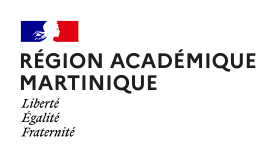 RÉGION ACADÉMIQUE
MARTINIQUE
Liberté
Égalité
Fraternité